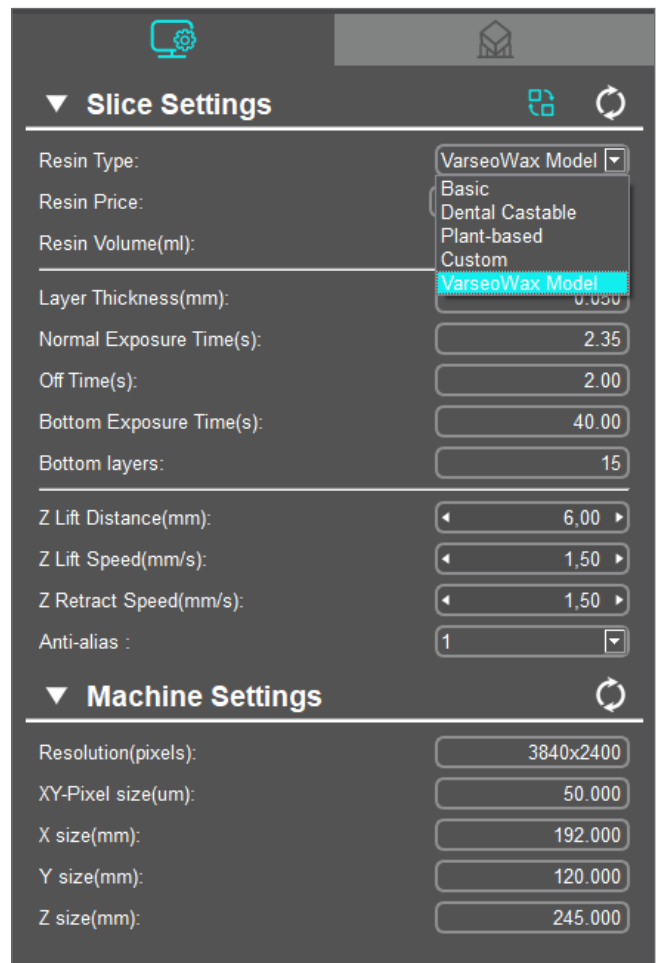 Slice Settings
Resin Type: VarseoWax Model
Basic
Resin Price:
Dental Castable
Plant-based
Resin Volume(ml):
Custom
VarseoWax Model
Layer Thickness(mm): 0.050
Normal Exposure Time(s): 2.35
Off Time(s): 2.00
Bottom Exposure Time(s): 40.00
Bottom layers: 15
Z Lift Distance(mm): 6,00
Z Lift Speed(mm/s): 1,50
Z Retract Speed(mm/s): 1,50
Anti-alias : 1
Machine Settings
Resolution(pixels): 3840x2400
XY-Pixel size(um): 50.000
X size(mm): 192.000
Y size(mm): 120.000
Z size(mm): 245.000